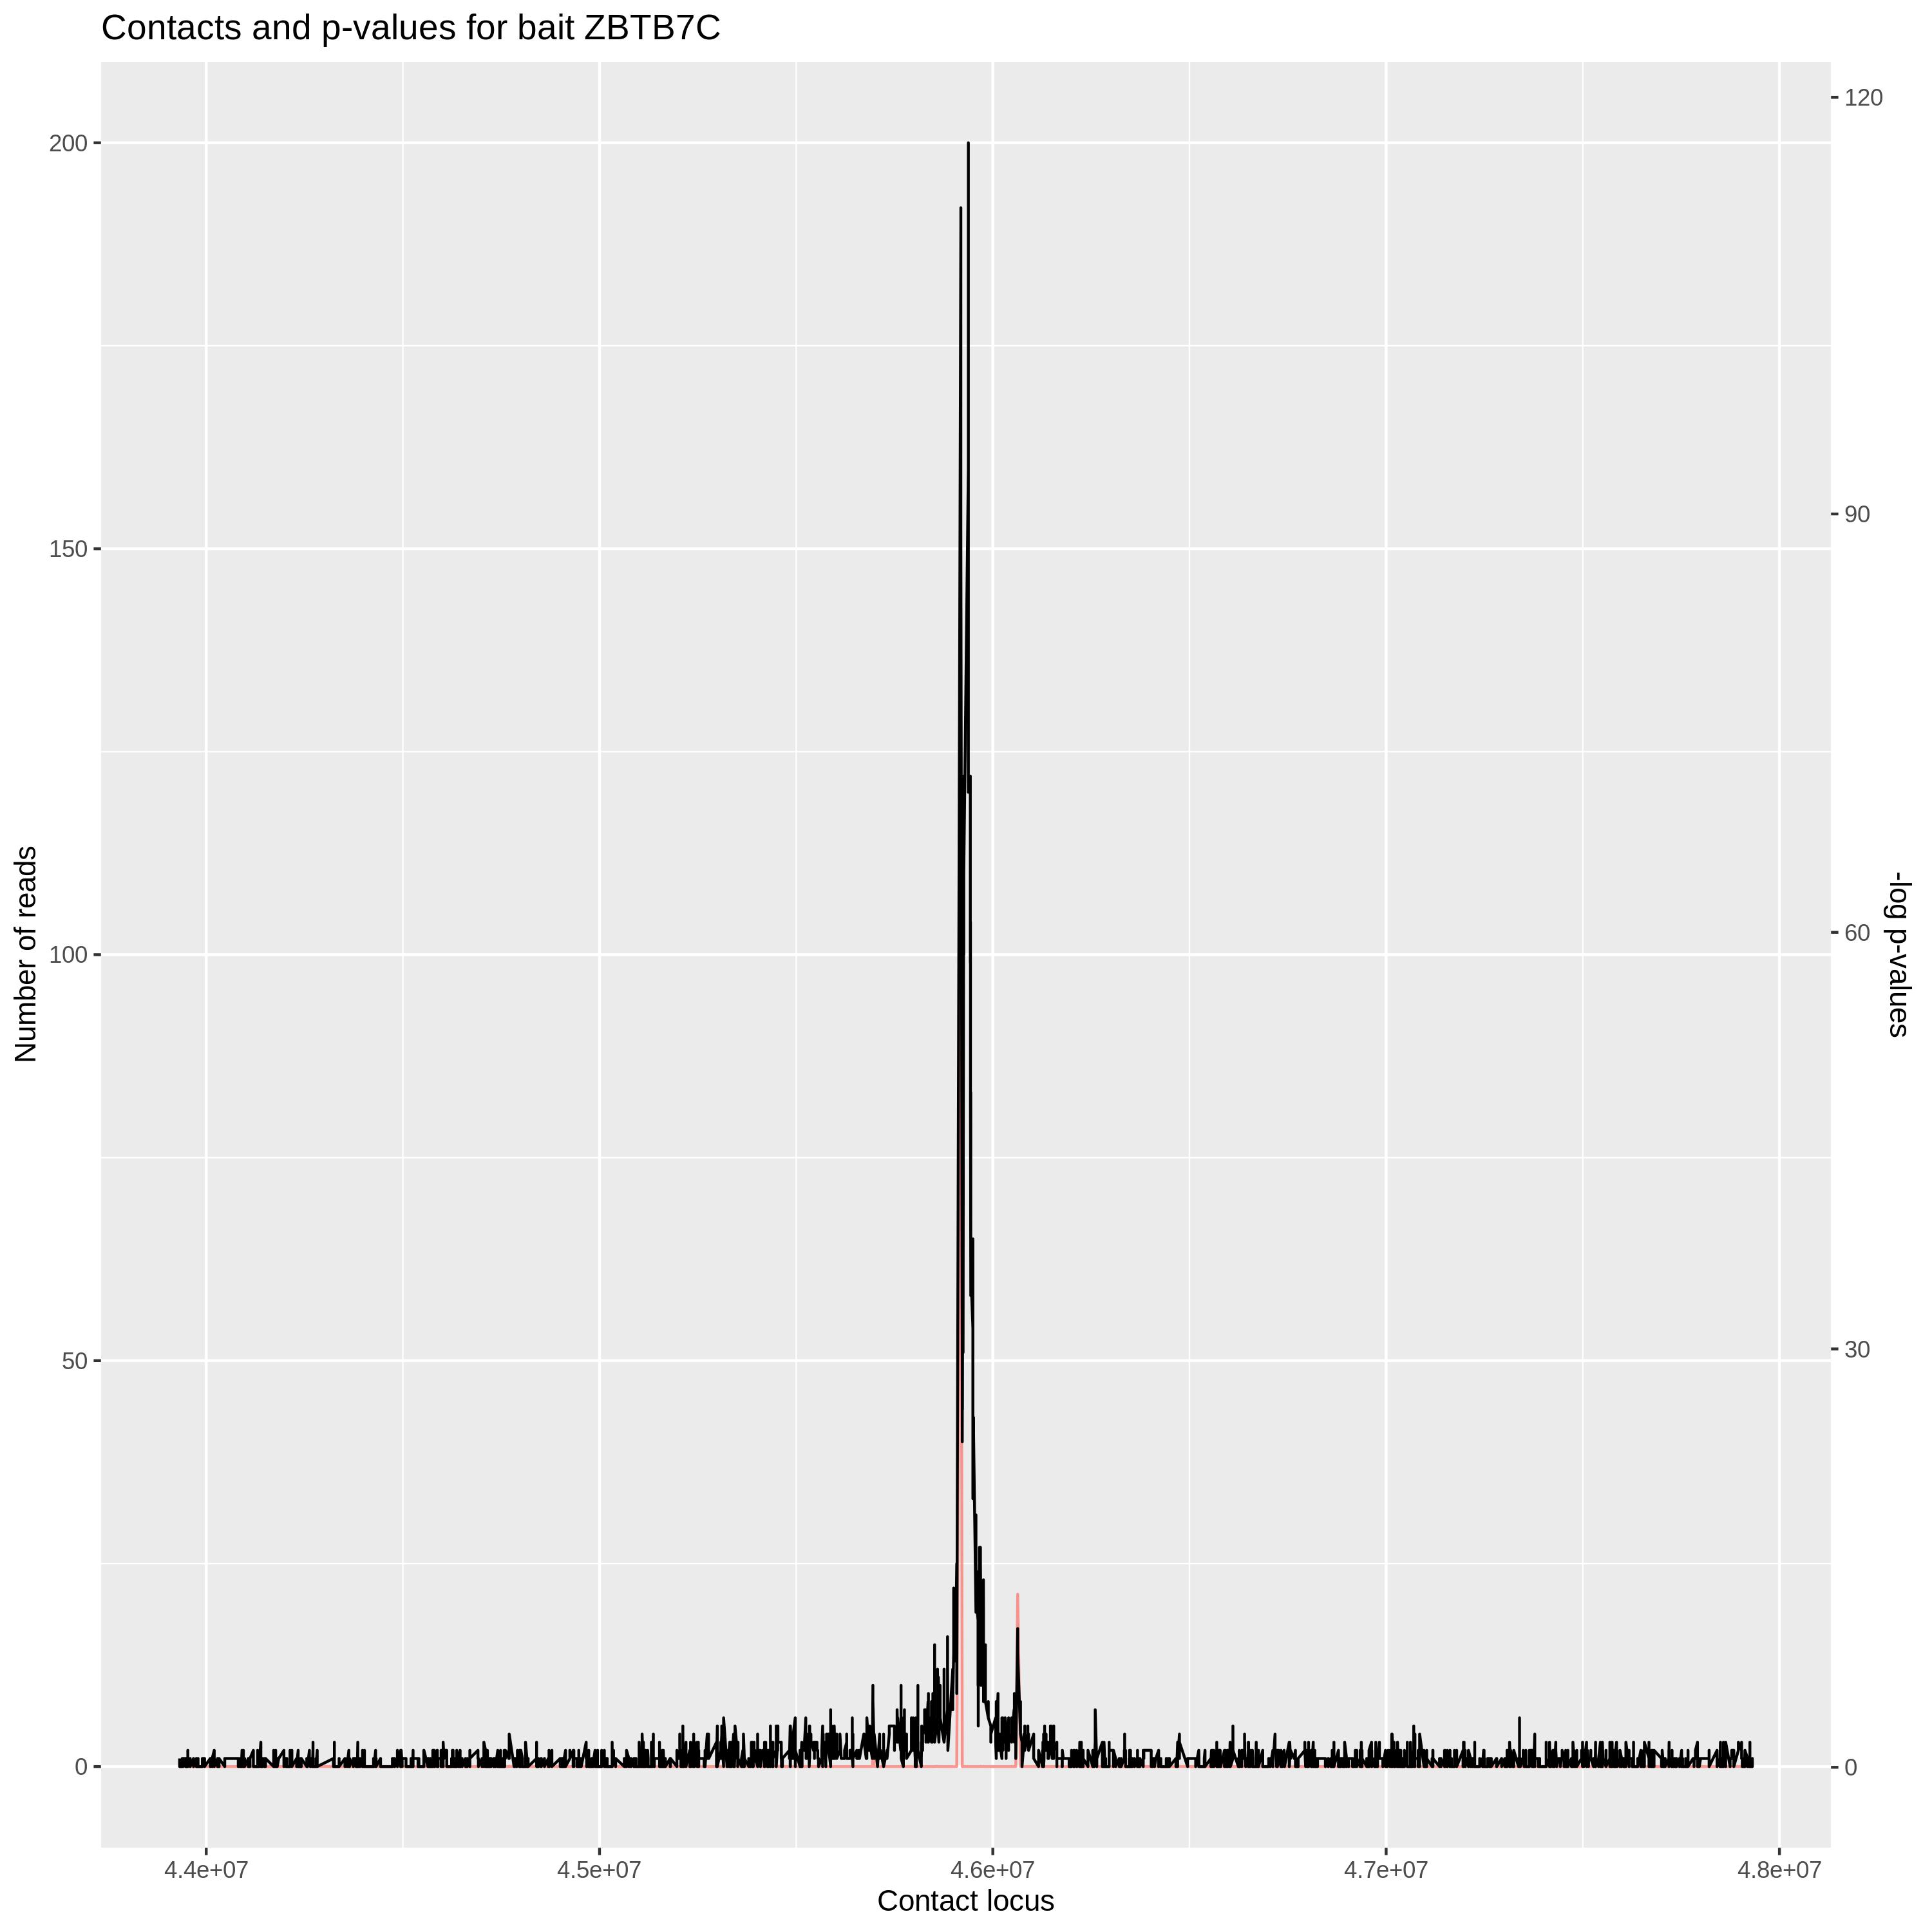 Contacts and p-values for bait ZBTB7C
200
150
100
50
0
120
90
60
30
0
Number of reads
-log p-values
4.4e+07 4.5e+07 4.6e+07 4.7e+07 4.8e+07
Contact locus